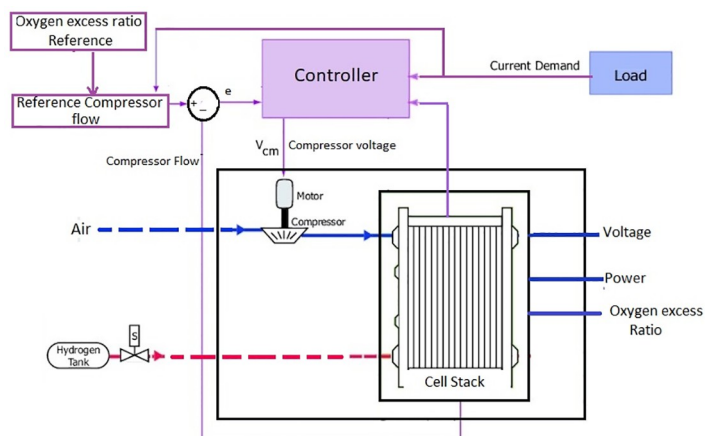 Oxygen excess ratio
Reference
Reference Compressor
flow
+
-
e
Controller
Current Demand
Load
Compressor Flow
Vcm
Compressor voltage
Motor
Compressor
Air
Voltage
Power
Oxygen excess
Ratio
S
Hydrogen
Tank
Cell Stack